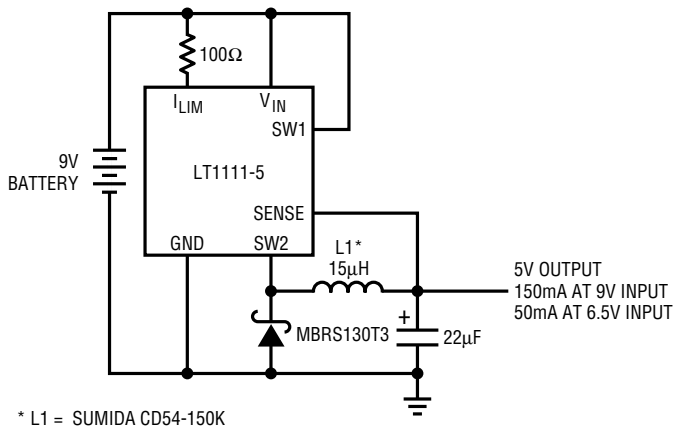 100Ω
I_LIM
V_IN
SW1
9V
BATTERY
LT1111-5
SENSE
GND
SW2
L1*
15µH
5V OUTPUT
150mA AT 9V INPUT
50mA AT 6.5V INPUT
MBRS130T3
+
22µF
* L1 = SUMIDA CD54-150K